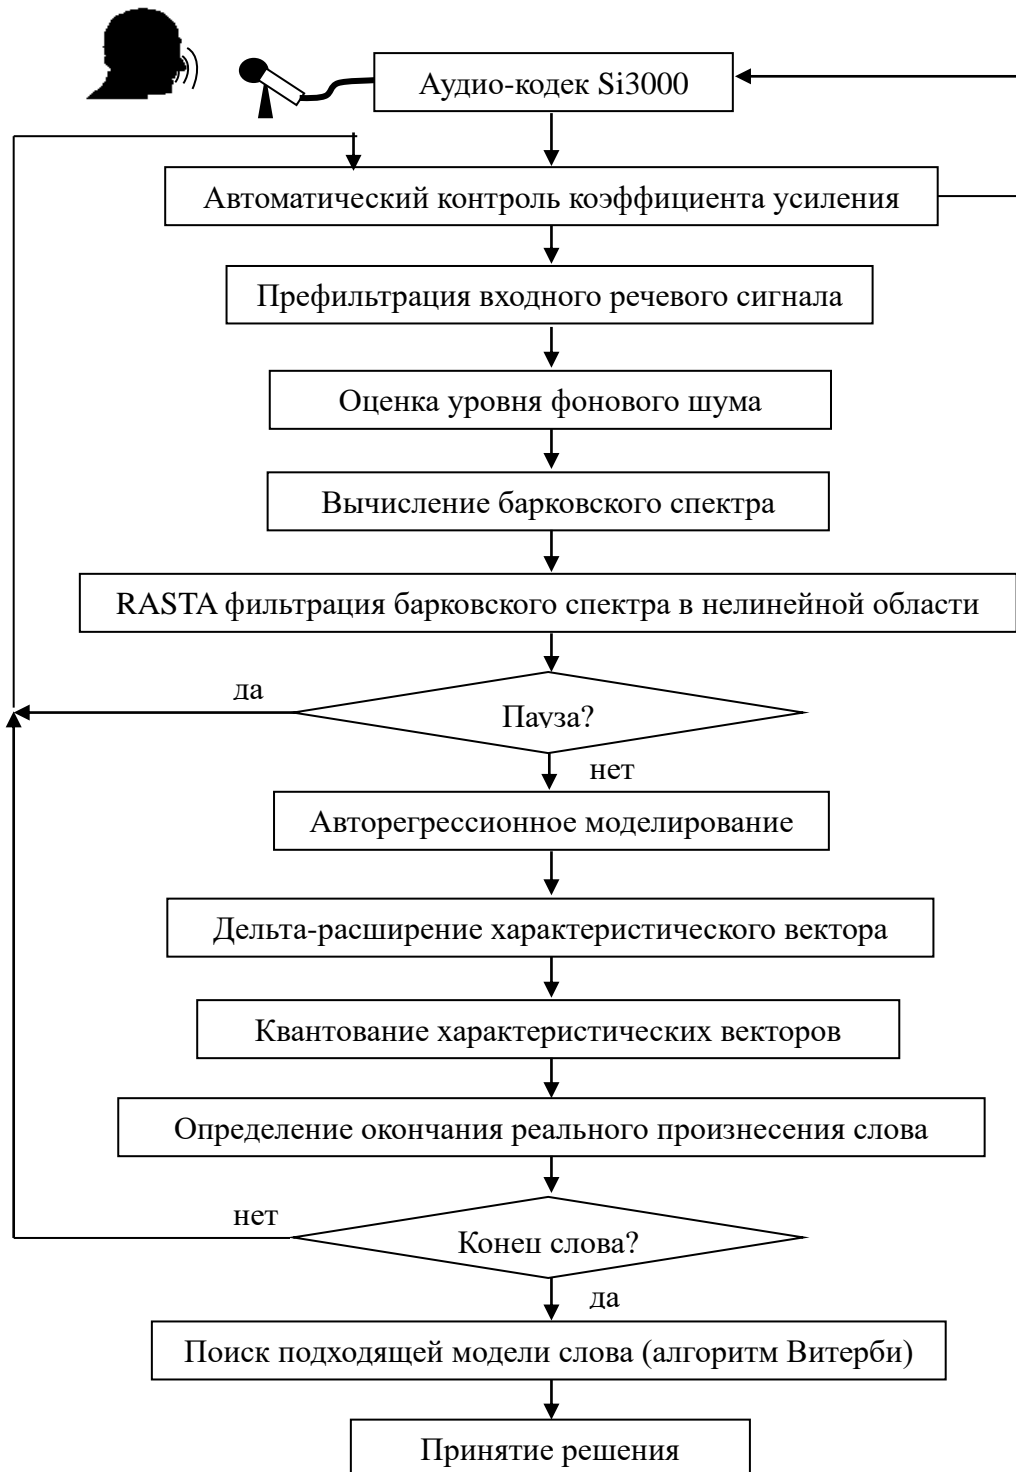 Аудио-кодек Si3000
Автоматический контроль коэффициента усиления
Префильтрация входного речевого сигнала
Оценка уровня фонового шума
Вычисление барковского спектра
RASTA фильтрация барковского спектра в нелинейной области
да
Пауза?
нет
Авторегрессионное моделирование
Дельта-расширение характеристического вектора
Квантование характеристических векторов
Определение окончания реального произнесения слова
нет
Конец слова?
да
Поиск подходящей модели слова (алгоритм Витерби)
Принятие решения